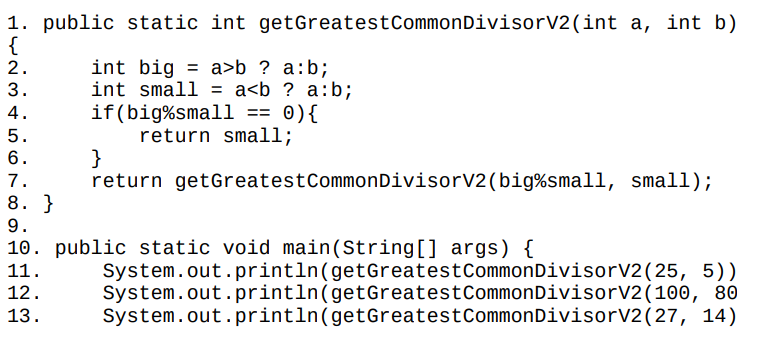 1. public static int getGreatestCommonDivisorV2(int a, int b)
{
2.     int big = a>b ? a:b;
3.     int small = a<b ? a:b;
4.     if(big%small == 0){
5.         return small;
6.     }
7.     return getGreatestCommonDivisorV2(big%small, small);
8. }
9.
10. public static void main(String[] args) {
11.     System.out.println(getGreatestCommonDivisorV2(25, 5))
12.     System.out.println(getGreatestCommonDivisorV2(100, 80
13.     System.out.println(getGreatestCommonDivisorV2(27, 14)